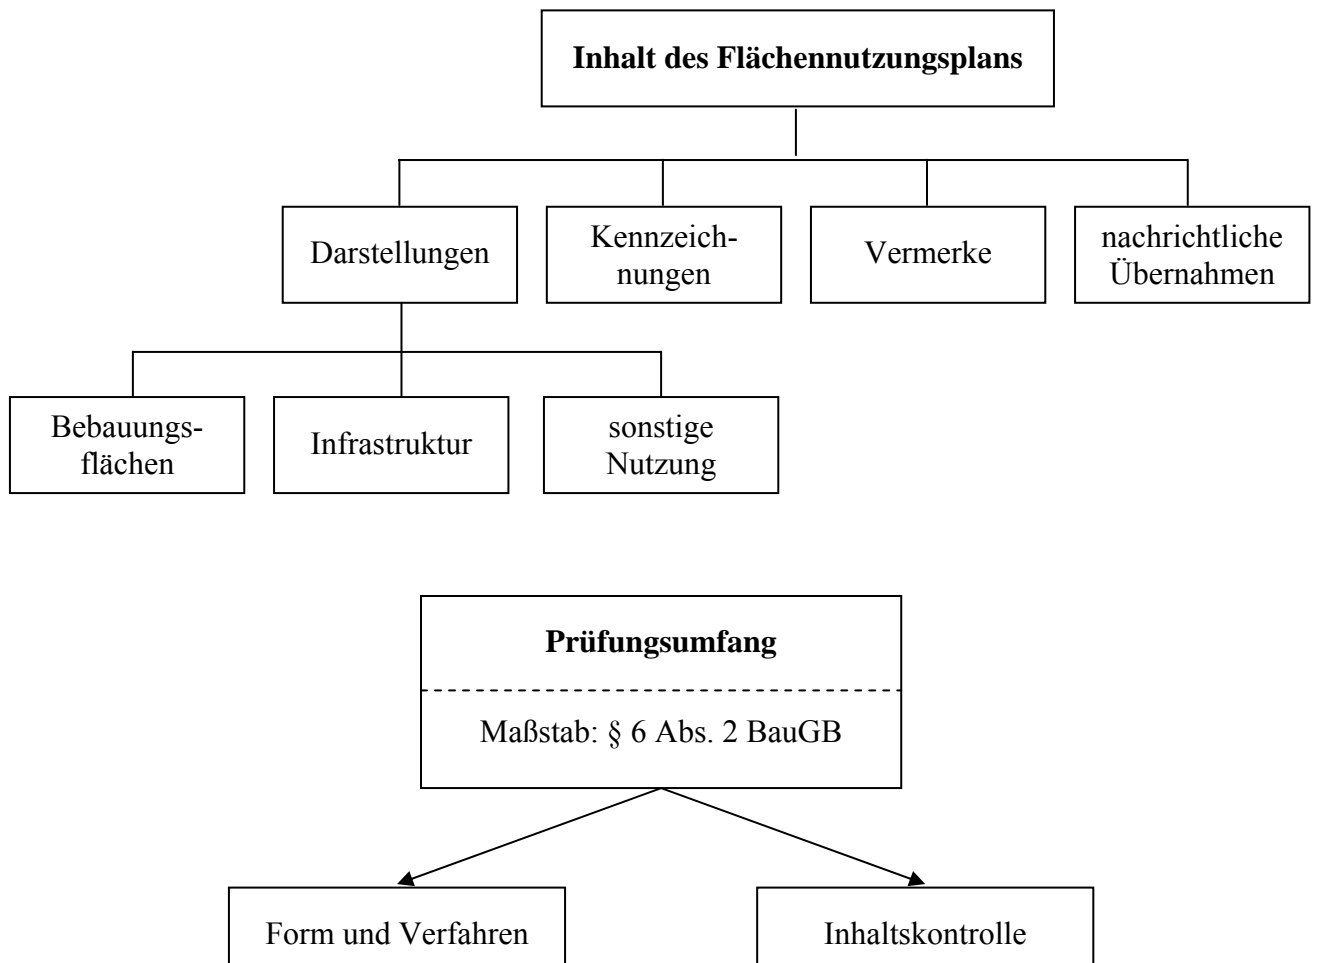 Inhalt des Flächennutzungsplans
Darstellungen
Kennzeich-
nungen
Vermerke
nachrichtliche
Übernahmen
Bebauungs-
flächen
Infrastruktur
sonstige
Nutzung
Prüfungsumfang
Maßstab: § 6 Abs. 2 BauGB
Form und Verfahren
Inhaltskontrolle